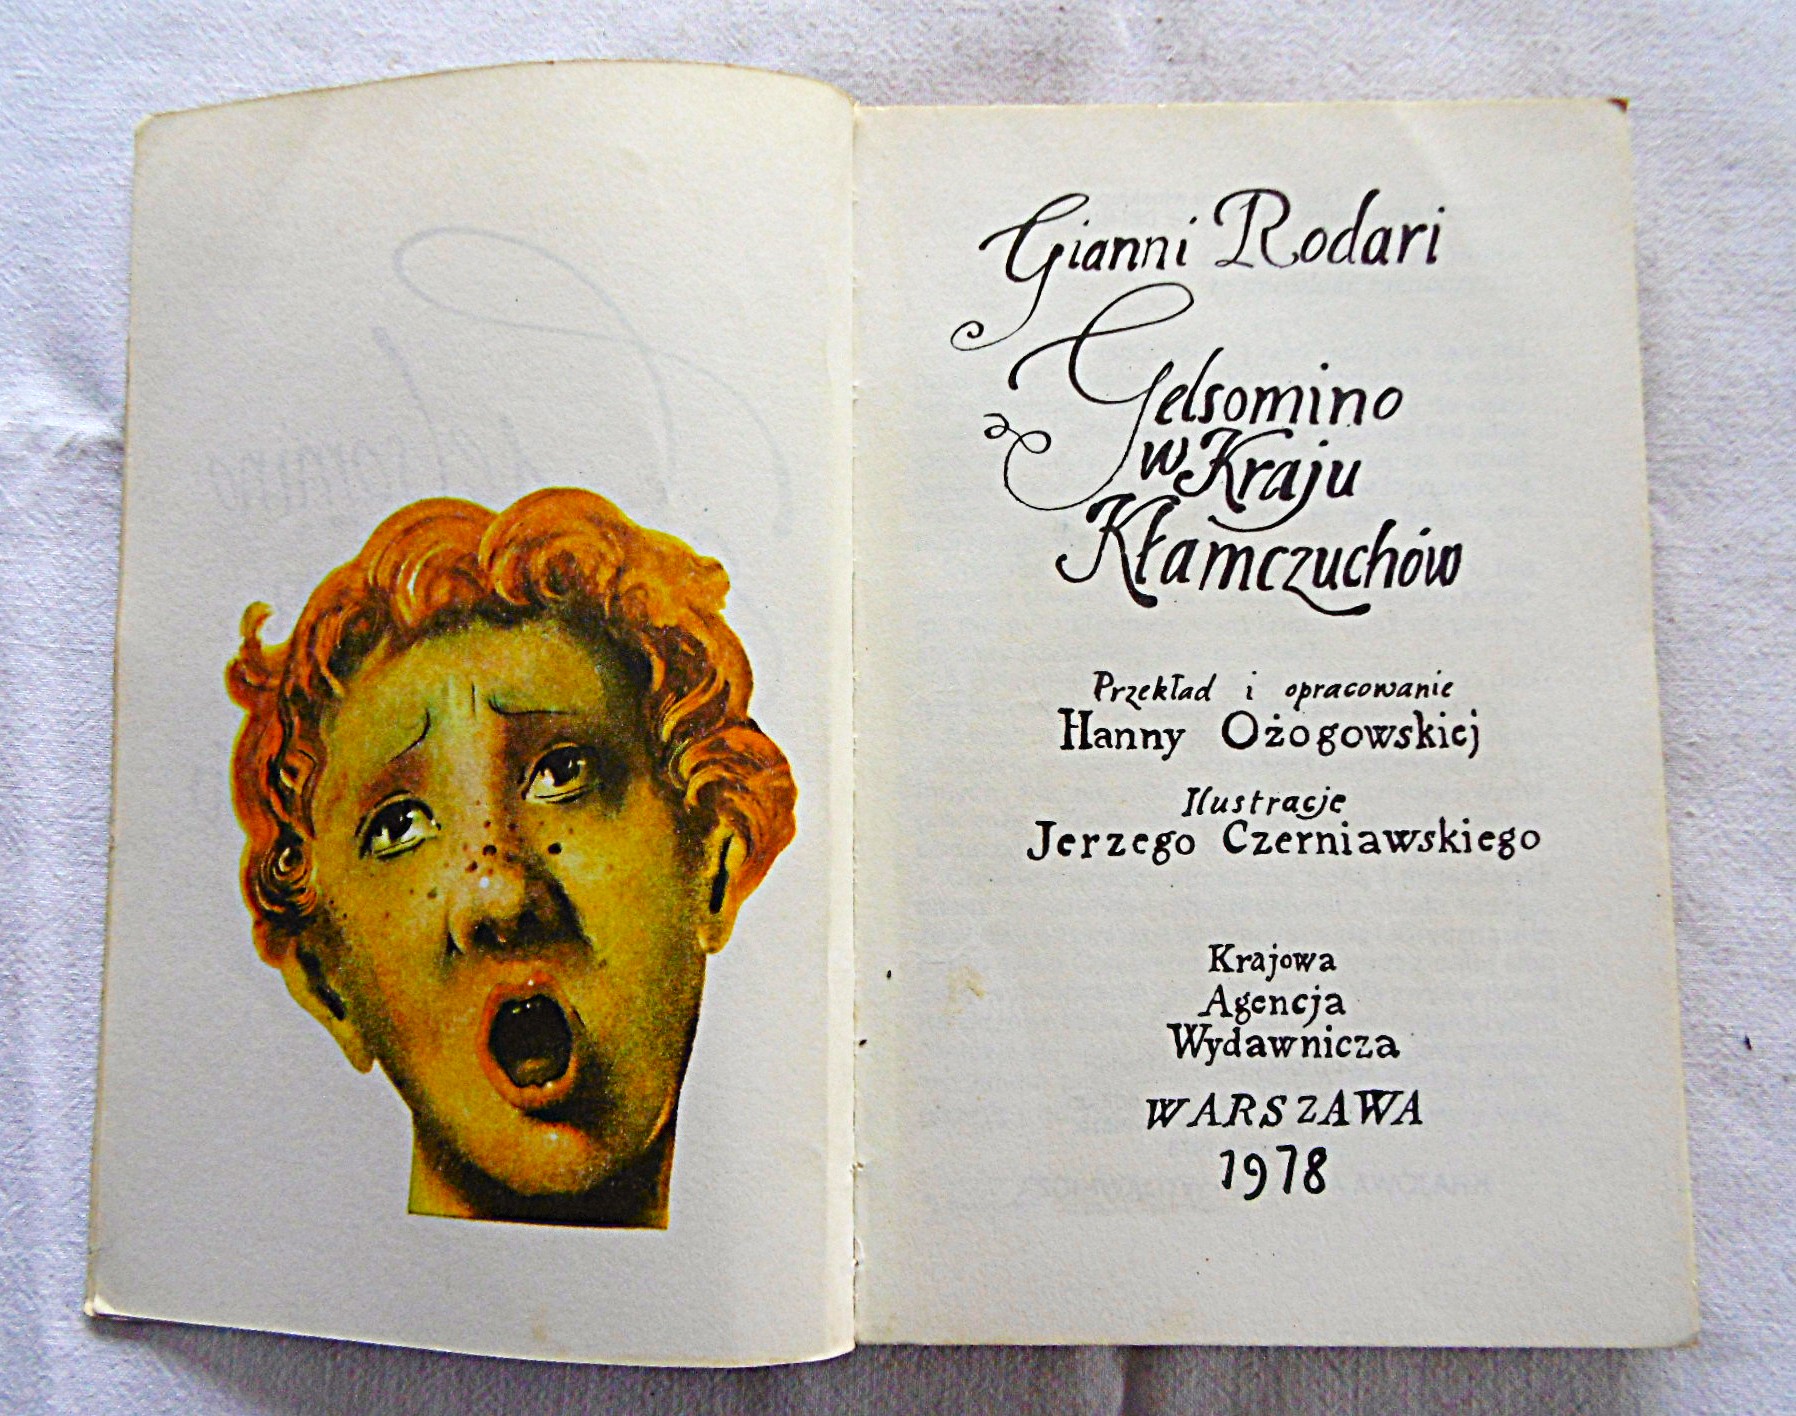 Gianni Rodari
Gelsomino
w Kraju
Kłamczuchów
Przekład i opracowanie
Hanny Ożogowskiej
Ilustracje
Jerzego Czerniawskiego
Krajowa
Agencja
Wydawnicza
WARSZAWA
1978